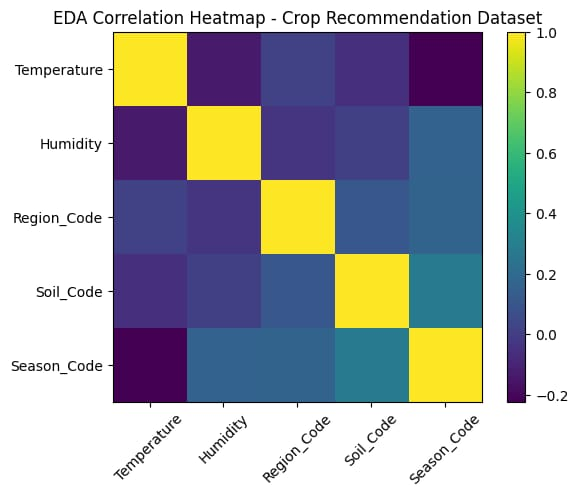 EDA Correlation Heatmap - Crop Recommendation Dataset
Temperature
Humidity
Region_Code
Soil_Code
Season_Code
Temperature
Humidity
Region_Code
Soil_Code
Season_Code
1.0
0.8
0.6
0.4
0.2
0.0
−0.2